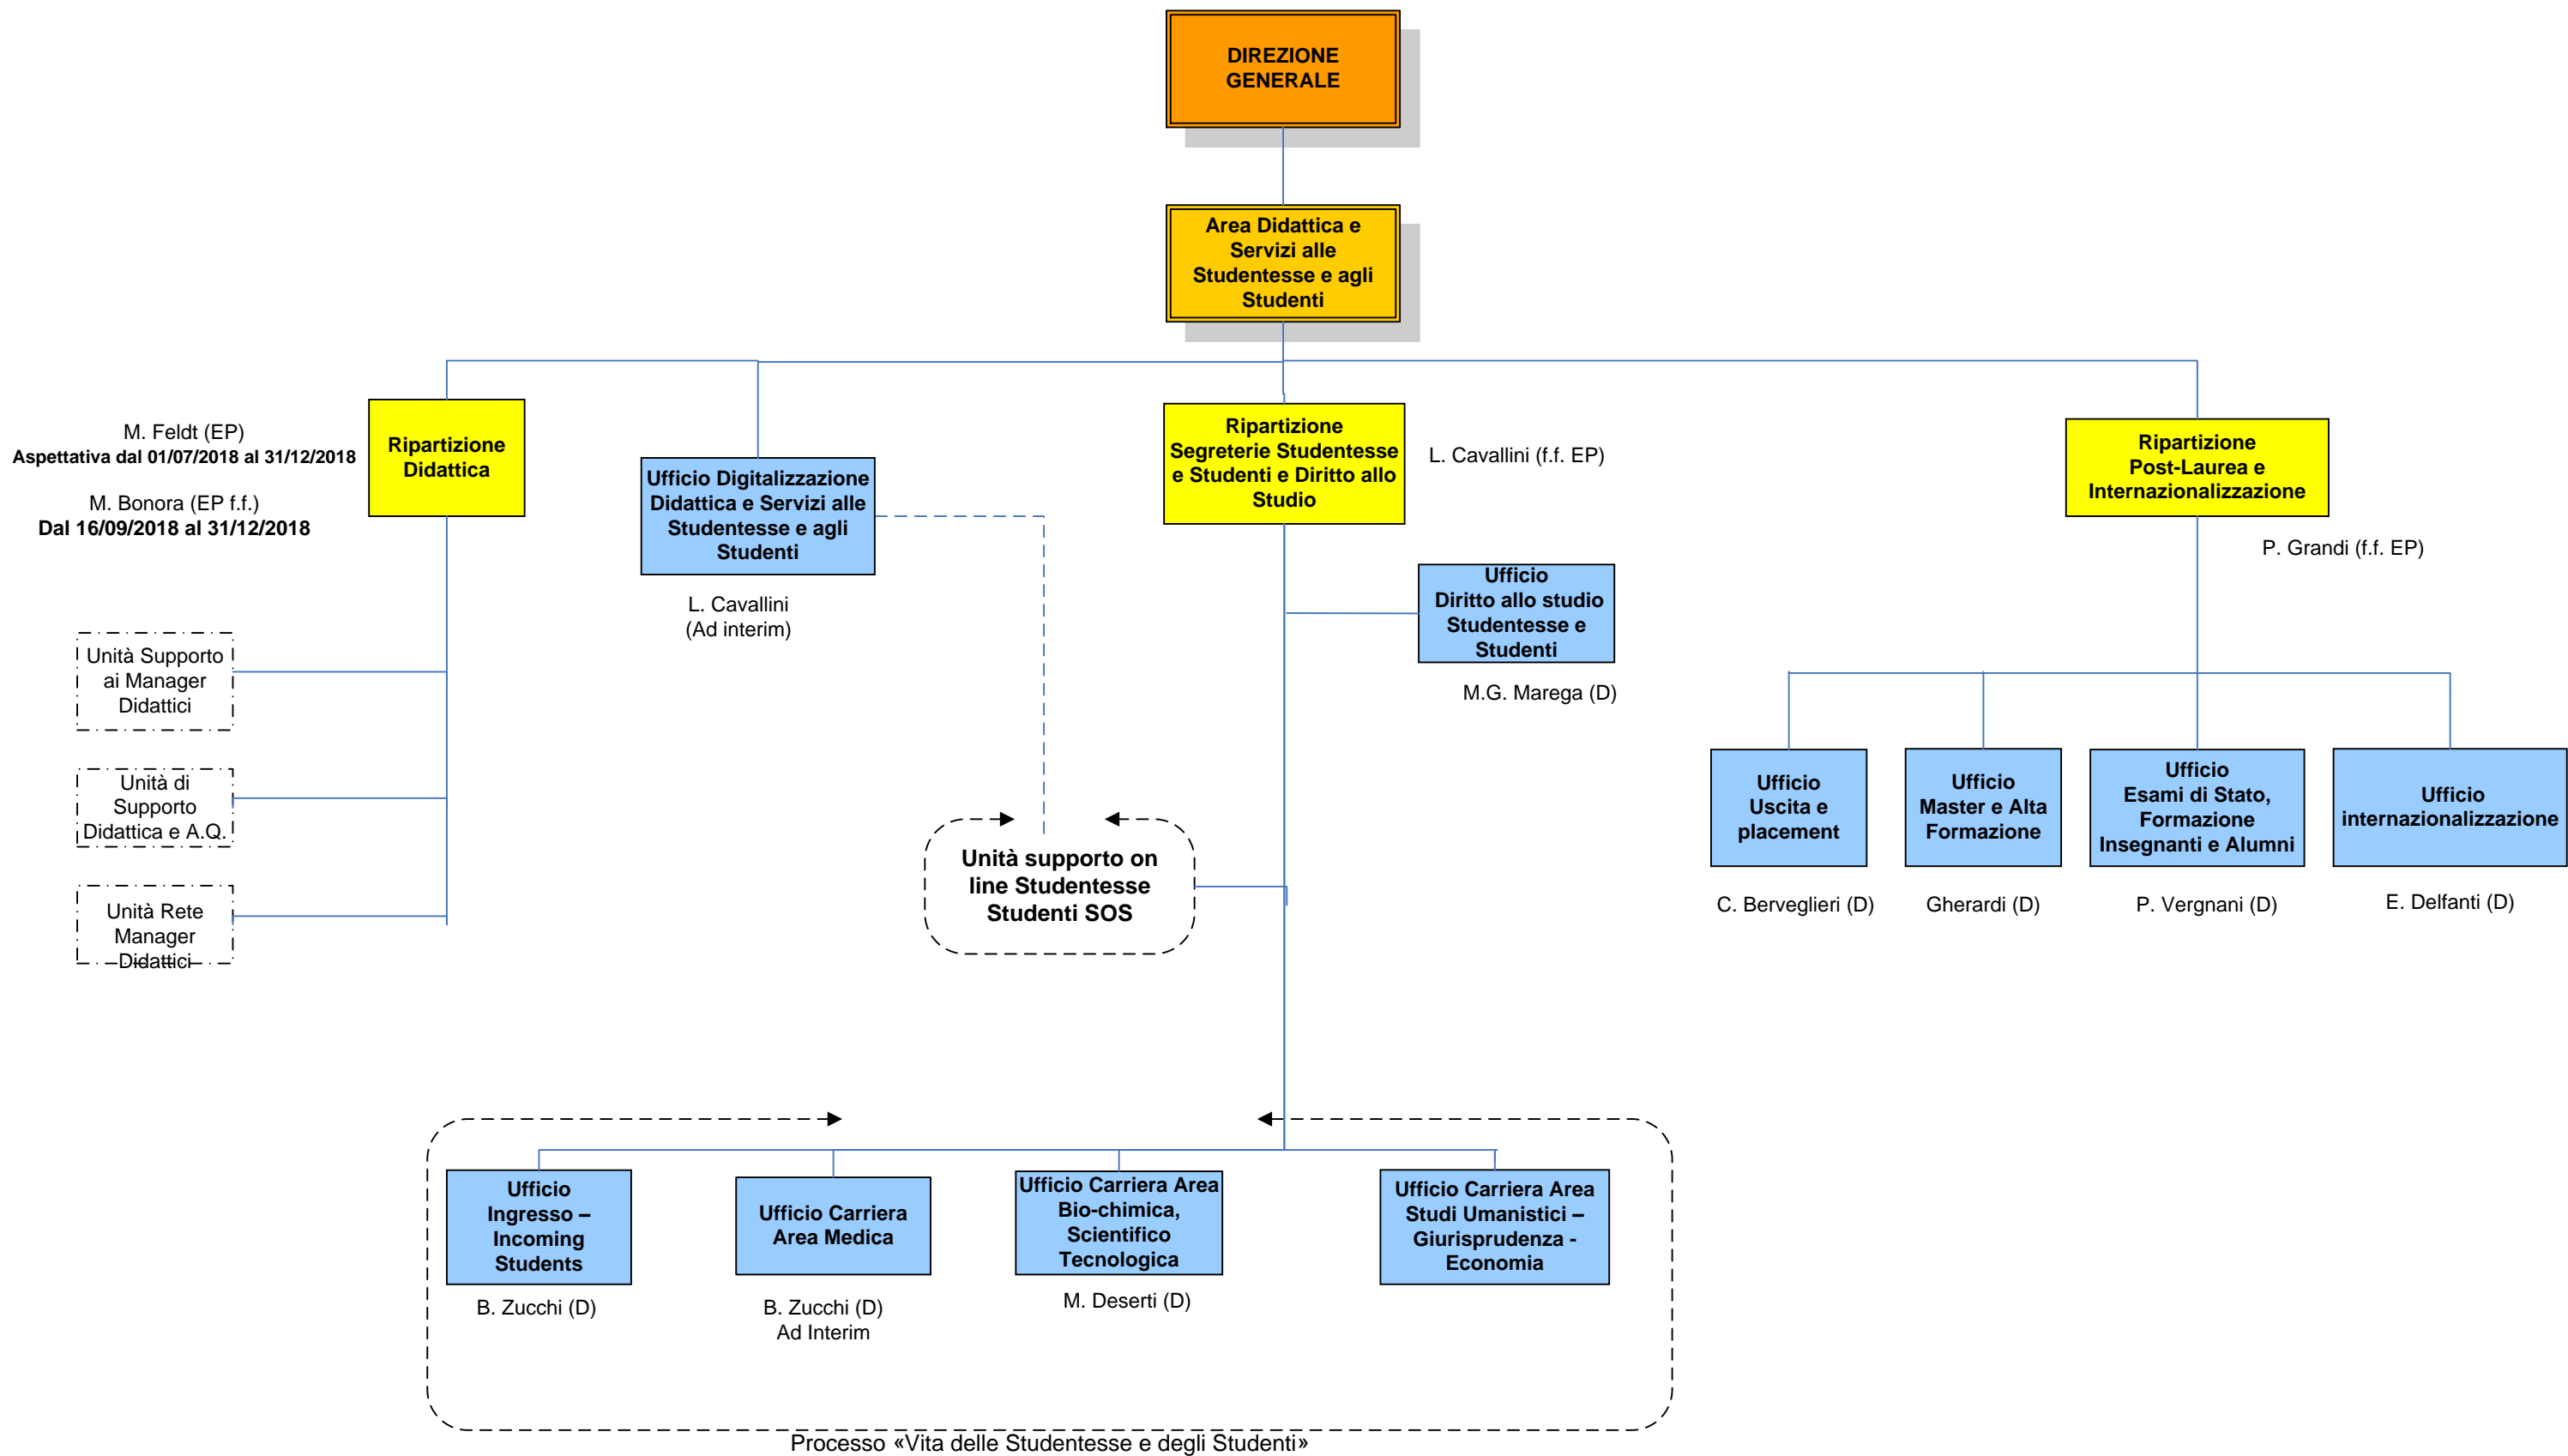 DIREZIONE
GENERALE
Area Didattica e
Servizi alle
Studentesse e agli
Studenti
M. Feldt (EP)
Aspettativa dal 01/07/2018 al 31/12/2018
M. Bonora (EP f.f.)
Dal 16/09/2018 al 31/12/2018
Ripartizione
Didattica
Ufficio Digitalizzazione
Didattica e Servizi alle
Studentesse e agli
Studenti
L. Cavallini
(Ad interim)
Ripartizione
Segreterie Studentesse
e Studenti e Diritto allo
Studio
L. Cavallini (f.f. EP)
Ripartizione
Post-Laurea e
Internazionalizzazione
P. Grandi (f.f. EP)
Ufficio
Diritto allo studio
Studentesse e
Studenti
M.G. Marega (D)
Unità Supporto
ai Manager
Didattici
Unità di
Supporto
Didattica e A.Q.
Unità Rete
Manager
Didattici
Unità supporto on
line Studentesse
Studenti SOS
Ufficio
Uscita e
placement
C. Berveglieri (D)
Ufficio
Master e Alta
Formazione
Gherardi (D)
Ufficio
Esami di Stato,
Formazione
Insegnanti e Alumni
P. Vergnani (D)
Ufficio
internazionalizzazione
E. Delfanti (D)
Ufficio
Ingresso –
Incoming
Students
B. Zucchi (D)
Ufficio Carriera
Area Medica
B. Zucchi (D)
Ad Interim
Ufficio Carriera Area
Bio-chimica,
Scientifico
Tecnologica
M. Deserti (D)
Ufficio Carriera Area
Studi Umanistici –
Giurisprudenza -
Economia
Processo «Vita delle Studentesse e degli Studenti»